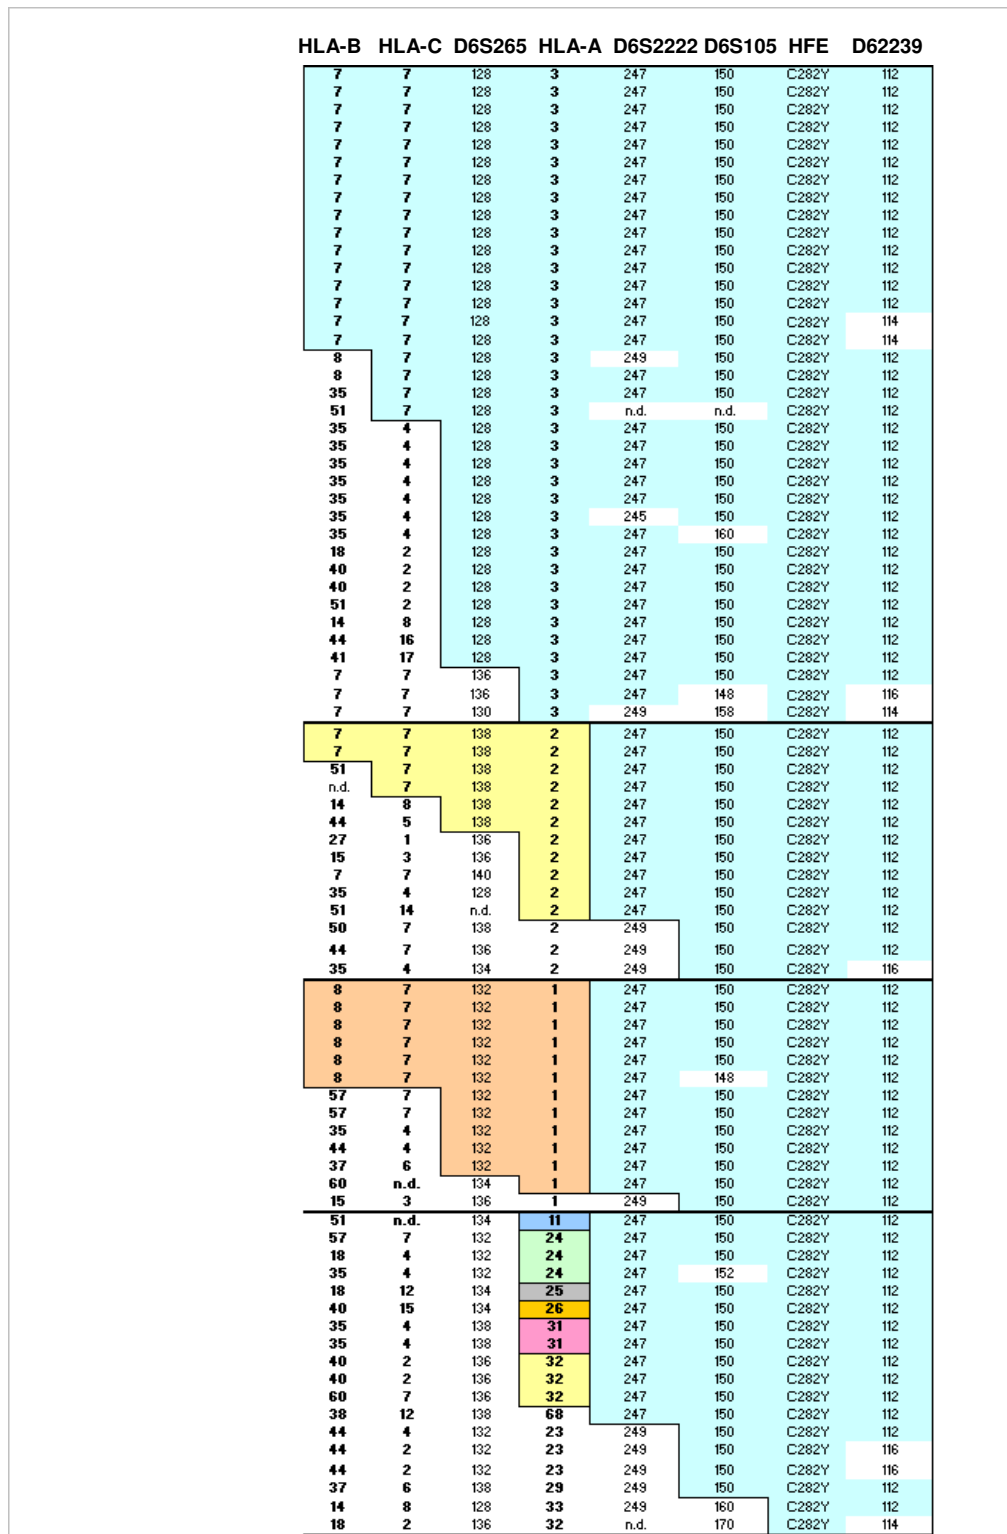 HLA-B HLA-C D6S265 HLA-A D6S2222 D6S105 HFE D62239
7 7 128 3 247 150 C282Y 112
7 7 128 3 247 150 C282Y 112
7 7 128 3 247 150 C282Y 112
7 7 128 3 247 150 C282Y 112
7 7 128 3 247 150 C282Y 112
7 7 128 3 247 150 C282Y 112
7 7 128 3 247 150 C282Y 112
7 7 128 3 247 150 C282Y 112
7 7 128 3 247 150 C282Y 112
7 7 128 3 247 150 C282Y 112
7 7 128 3 247 150 C282Y 112
7 7 128 3 247 150 C282Y 112
7 7 128 3 247 150 C282Y 112
7 7 128 3 247 150 C282Y 112
7 7 128 3 247 150 C282Y 114
7 7 128 3 247 150 C282Y 114
8 7 128 3 249 150 C282Y 112
8 7 128 3 247 150 C282Y 112
35 7 128 3 247 150 C282Y 112
51 7 128 3 n.d. n.d. C282Y 112
35 4 128 3 247 150 C282Y 112
35 4 128 3 247 150 C282Y 112
35 4 128 3 247 150 C282Y 112
35 4 128 3 247 150 C282Y 112
35 4 128 3 247 150 C282Y 112
35 4 128 3 245 150 C282Y 112
35 4 128 3 247 160 C282Y 112
18 2 128 3 247 150 C282Y 112
40 2 128 3 247 150 C282Y 112
40 2 128 3 247 150 C282Y 112
51 2 128 3 247 150 C282Y 112
14 8 128 3 247 150 C282Y 112
44 16 128 3 247 150 C282Y 112
41 17 128 3 247 150 C282Y 112
7 7 136 3 247 150 C282Y 112
7 7 136 3 247 148 C282Y 116
7 7 130 3 249 158 C282Y 114
7 7 138 2 247 150 C282Y 112
7 7 138 2 247 150 C282Y 112
51 7 138 2 247 150 C282Y 112
n.d. 7 138 2 247 150 C282Y 112
14 8 138 2 247 150 C282Y 112
44 5 138 2 247 150 C282Y 112
27 1 136 2 247 150 C282Y 112
15 3 136 2 247 150 C282Y 112
7 7 140 2 247 150 C282Y 112
35 4 128 2 247 150 C282Y 112
51 14 n.d. 2 247 150 C282Y 112
50 7 138 2 249 150 C282Y 112
44 7 136 2 249 150 C282Y 112
35 4 134 2 249 150 C282Y 116
8 7 132 1 247 150 C282Y 112
8 7 132 1 247 150 C282Y 112
8 7 132 1 247 150 C282Y 112
8 7 132 1 247 150 C282Y 112
8 7 132 1 247 150 C282Y 112
8 7 132 1 247 148 C282Y 112
57 7 132 1 247 150 C282Y 112
57 7 132 1 247 150 C282Y 112
35 4 132 1 247 150 C282Y 112
44 4 132 1 247 150 C282Y 112
37 6 132 1 247 150 C282Y 112
60 n.d. 134 1 247 150 C282Y 112
15 3 136 1 249 150 C282Y 112
51 n.d. 134 11 247 150 C282Y 112
57 7 132 24 247 150 C282Y 112
18 4 132 24 247 150 C282Y 112
35 4 132 24 247 152 C282Y 112
18 12 134 25 247 150 C282Y 112
40 15 134 26 247 150 C282Y 112
35 4 138 31 247 150 C282Y 112
35 4 138 31 247 150 C282Y 112
40 2 136 32 247 150 C282Y 112
40 2 136 32 247 150 C282Y 112
60 7 136 32 247 150 C282Y 112
38 12 138 68 247 150 C282Y 112
44 4 132 23 249 150 C282Y 112
44 2 132 23 249 150 C282Y 116
44 2 132 23 249 150 C282Y 116
37 6 138 29 249 150 C282Y 112
14 8 128 33 249 160 C282Y 112
18 2 136 32 n.d. 170 C282Y 114